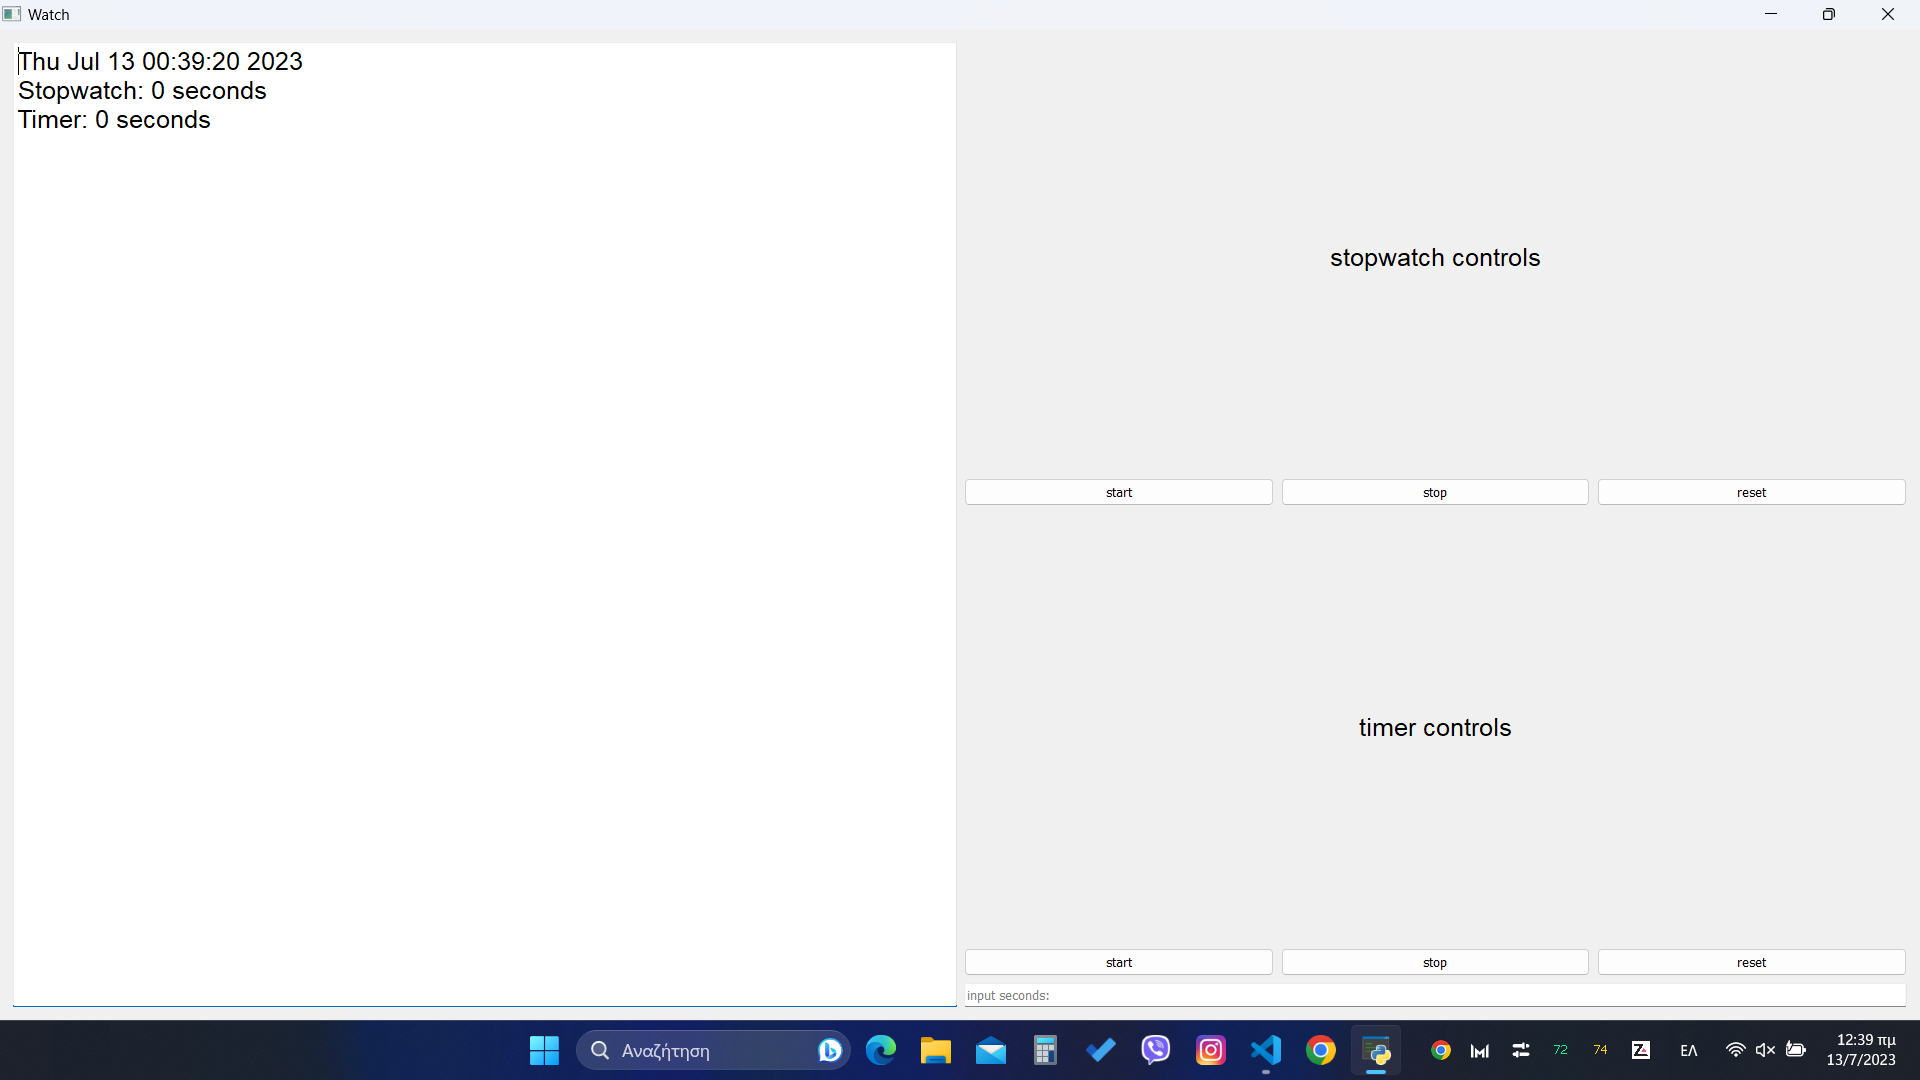 Watch
Thu Jul 13 00:39:20 2023
Stopwatch: 0 seconds
Timer: 0 seconds
stopwatch controls
start stop reset
timer controls
start stop reset
input seconds:
Αναζήτηση
72 74 ΕΛ
12:39 πμ
13/7/2023